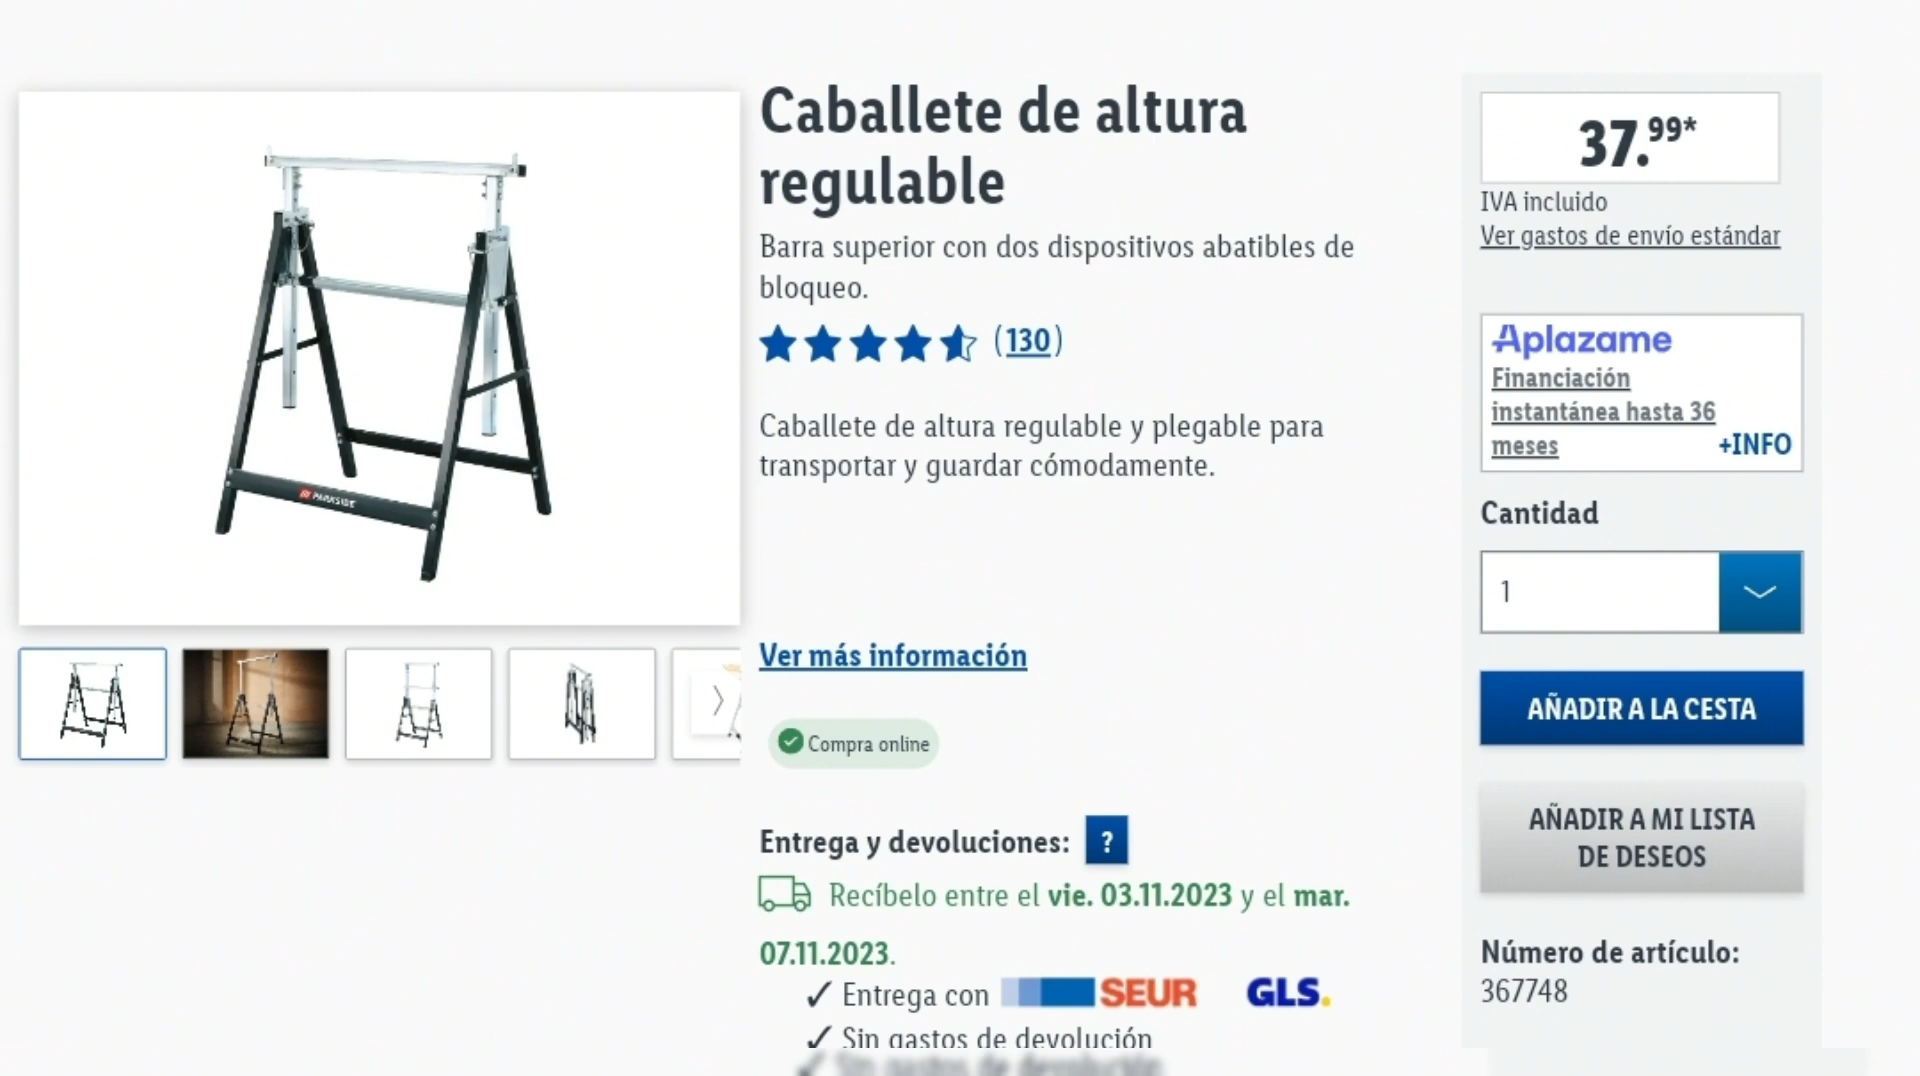 Caballete de altura
regulable
Barra superior con dos dispositivos abatibles de
bloqueo.
(130)
Caballete de altura regulable y plegable para
transportar y guardar cómodamente.
Ver más información
Compra online
Entrega y devoluciones: ?
Recíbelo entre el vie. 03.11.2023 y el mar.
07.11.2023.
✓ Entrega con SEUR GLS.
✓ Sin gastos de devolución
PARKSIDE
37.99*
IVA incluido
Ver gastos de envío estándar
Aplazame
Financiación
instantánea hasta 36
meses +INFO
Cantidad
1
AÑADIR A LA CESTA
AÑADIR A MI LISTA
DE DESEOS
Número de artículo:
367748